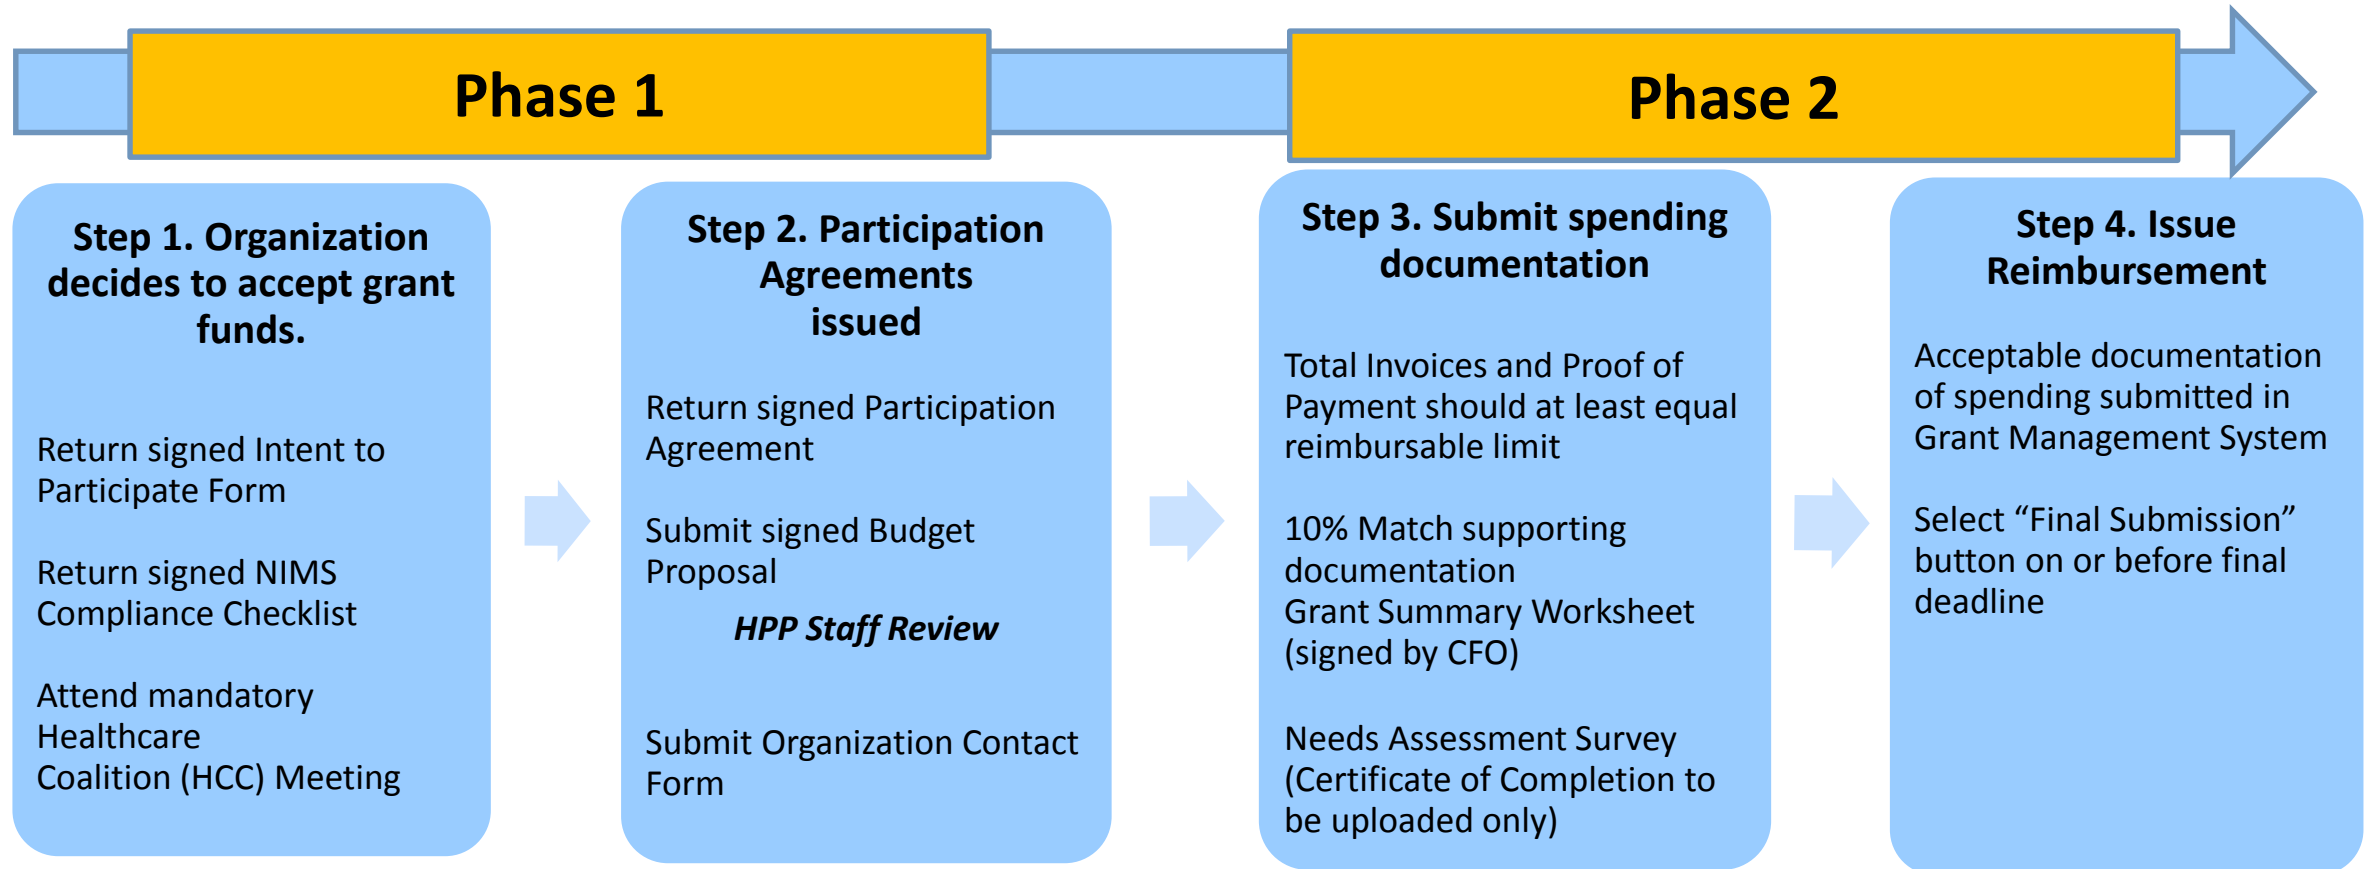 Phase 1
Phase 2
Step 1. Organization
decides to accept grant
funds.
Return signed Intent to
Participate Form
Return signed NIMS
Compliance Checklist
Attend mandatory
Healthcare
Coalition (HCC) Meeting
Step 2. Participation
Agreements
issued
Return signed Participation
Agreement
Submit signed Budget
Proposal
HPP Staff Review
Submit Organization Contact
Form
Step 3. Submit spending
documentation
Total Invoices and Proof of
Payment should at least equal
reimbursable limit
10% Match supporting
documentation
Grant Summary Worksheet
(signed by CFO)
Needs Assessment Survey
(Certificate of Completion to
be uploaded only)
Step 4. Issue
Reimbursement
Acceptable documentation
of spending submitted in
Grant Management System
Select “Final Submission”
button on or before final
deadline